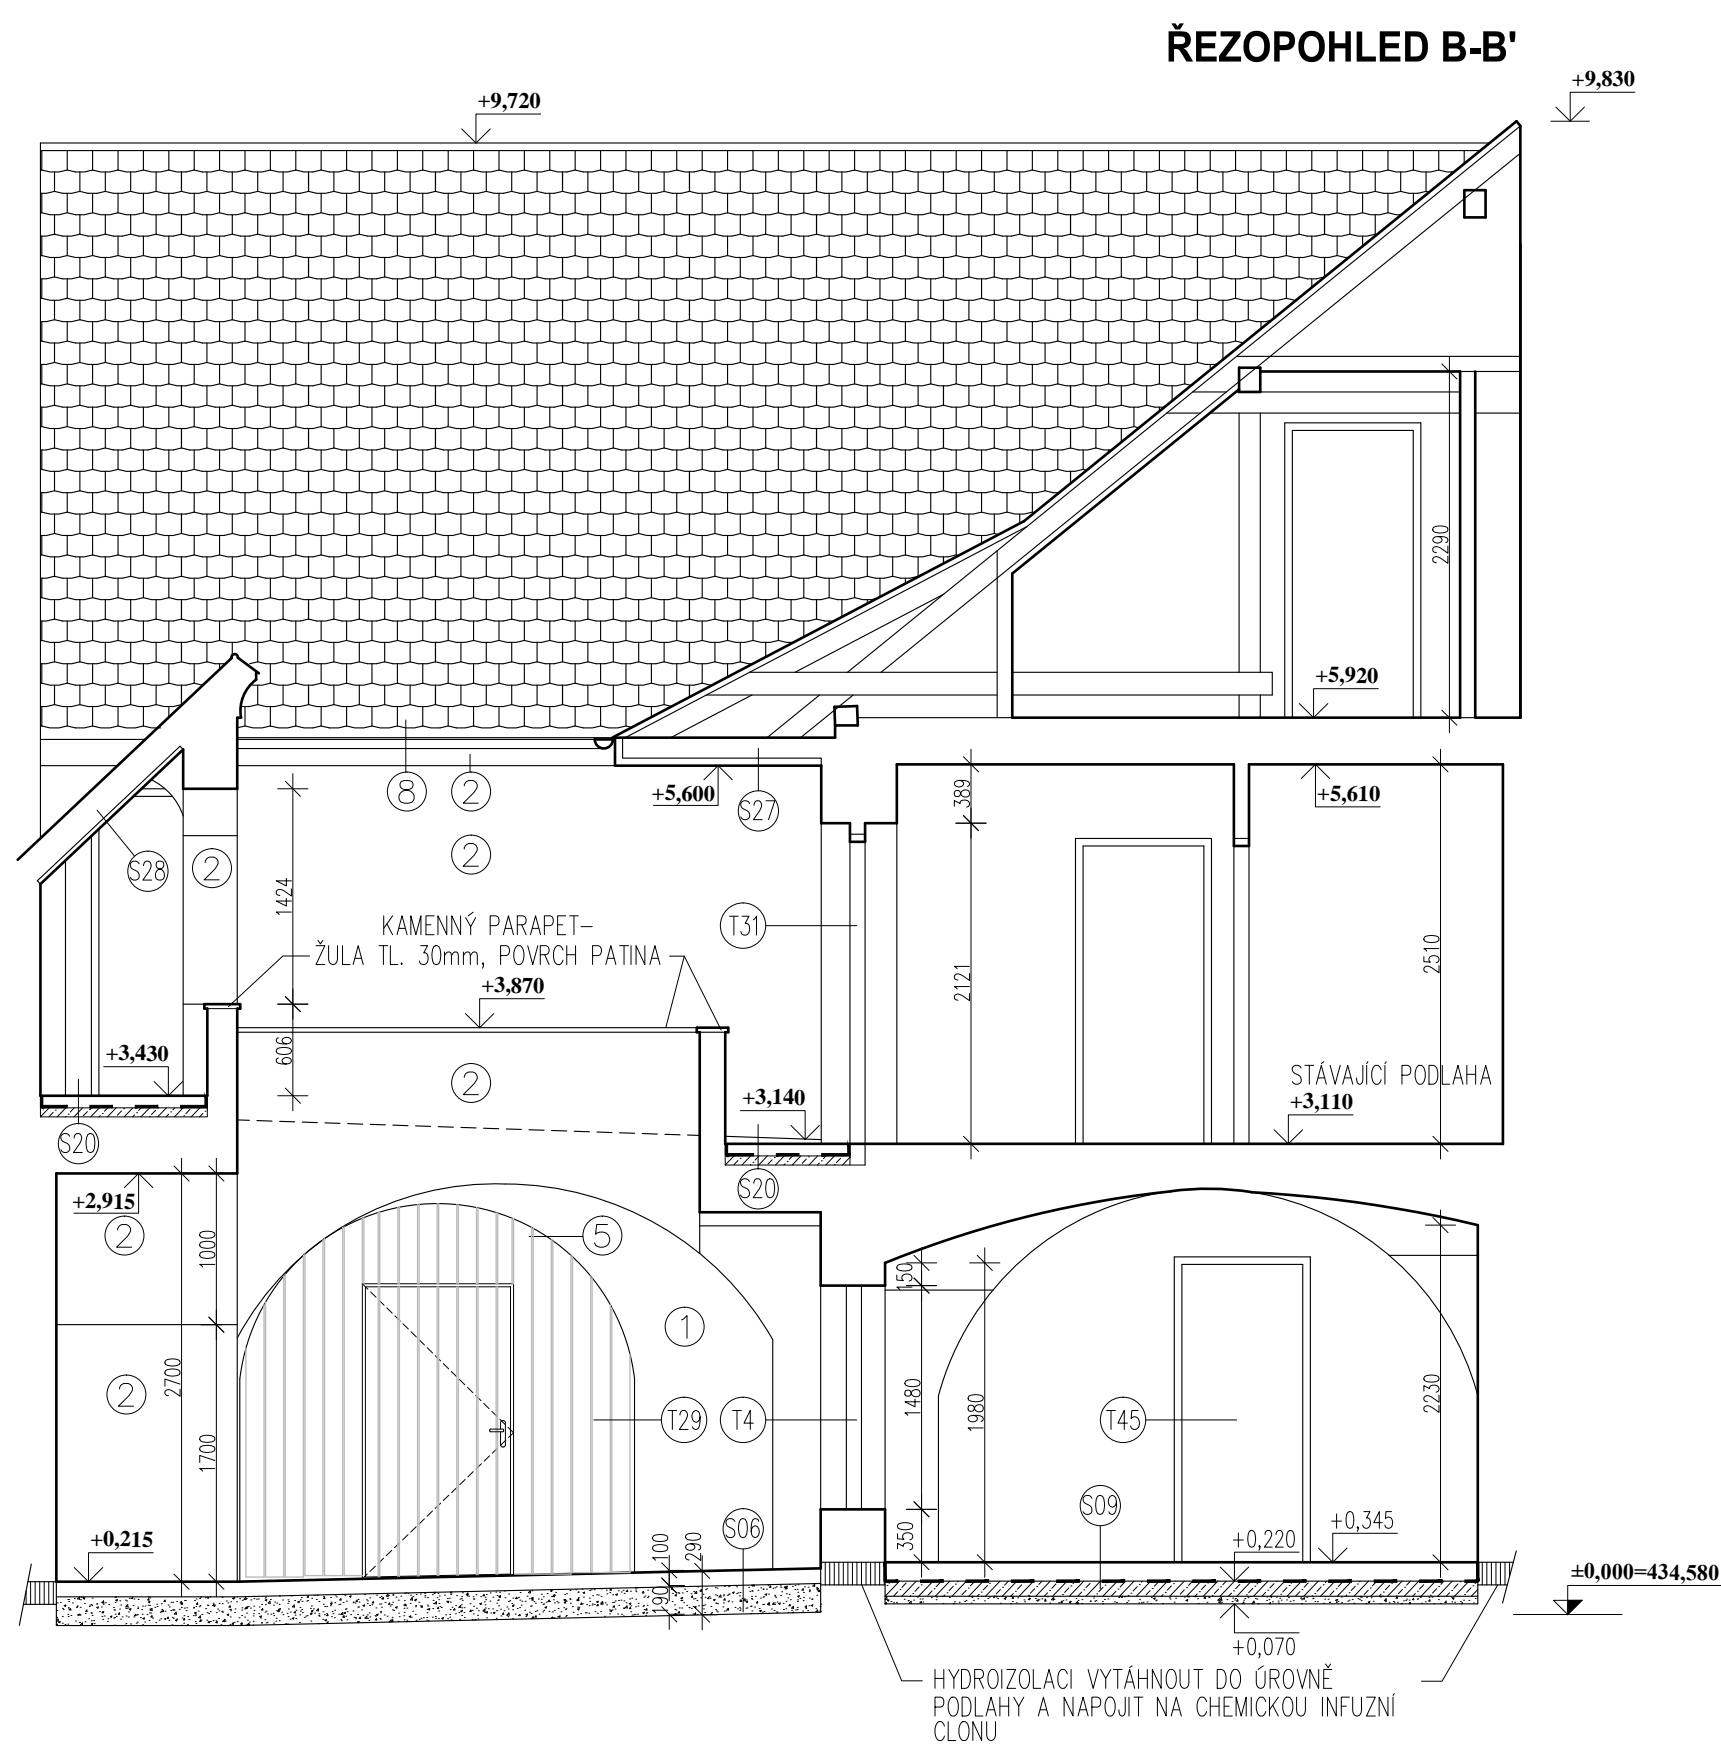 ŘEZOPOHLED B-B'
+9,830
+9,720
2290
+5,920
8
2
+5,600
S27
389
+5,610
S28
2
1424
2
T31
KAMENNÝ PARAPET-
ŽULA TL. 30mm, POVRCH PATINA
2121
2510
+3,870
+3,430
606
2
STÁVAJÍCÍ PODLAHA
+3,140
+3,110
S20
S20
+2,915
2
1000
5
150
1
2700
2
1700
T29
T4
1480
1980
T45
2230
+0,215
S06
S09
100
290
190
350
+0,220
+0,345
±0,000=434,580
+0,070
HYDROIZOLACI VYTÁHNOUT DO ÚROVNĚ
PODLAHY A NAPOJIT NA CHEMICKOU INFUZNÍ
CLONU